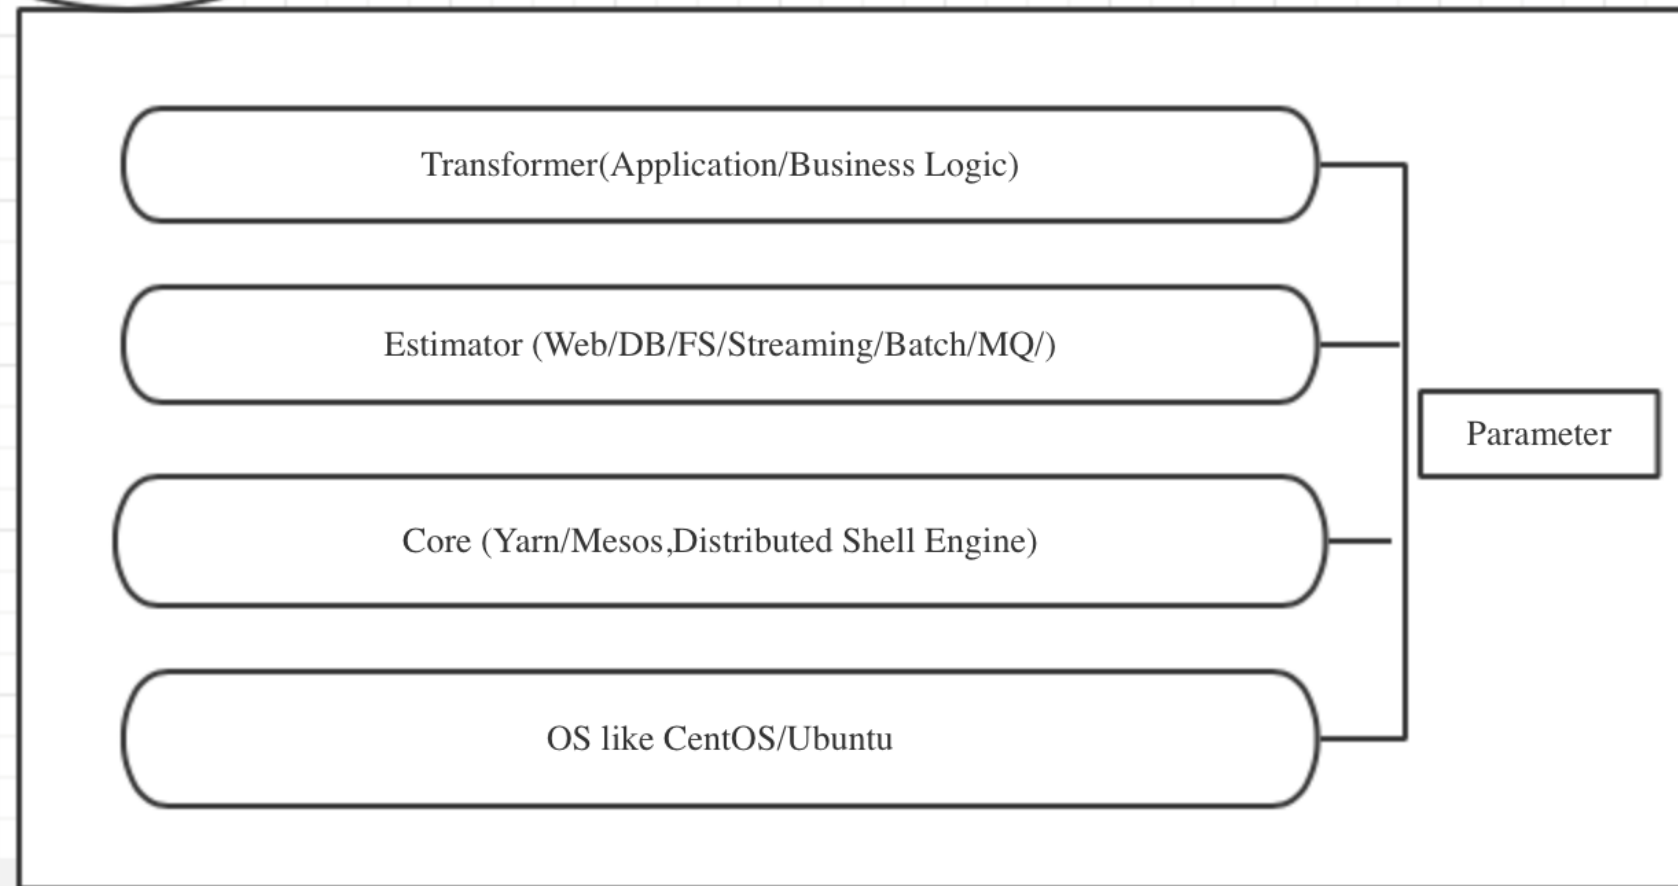 Transformer(Application/Business Logic)
Estimator (Web/DB/FS/Streaming/Batch/MQ/)
Parameter
Core (Yarn/Mesos,Distributed Shell Engine)
OS like CentOS/Ubuntu